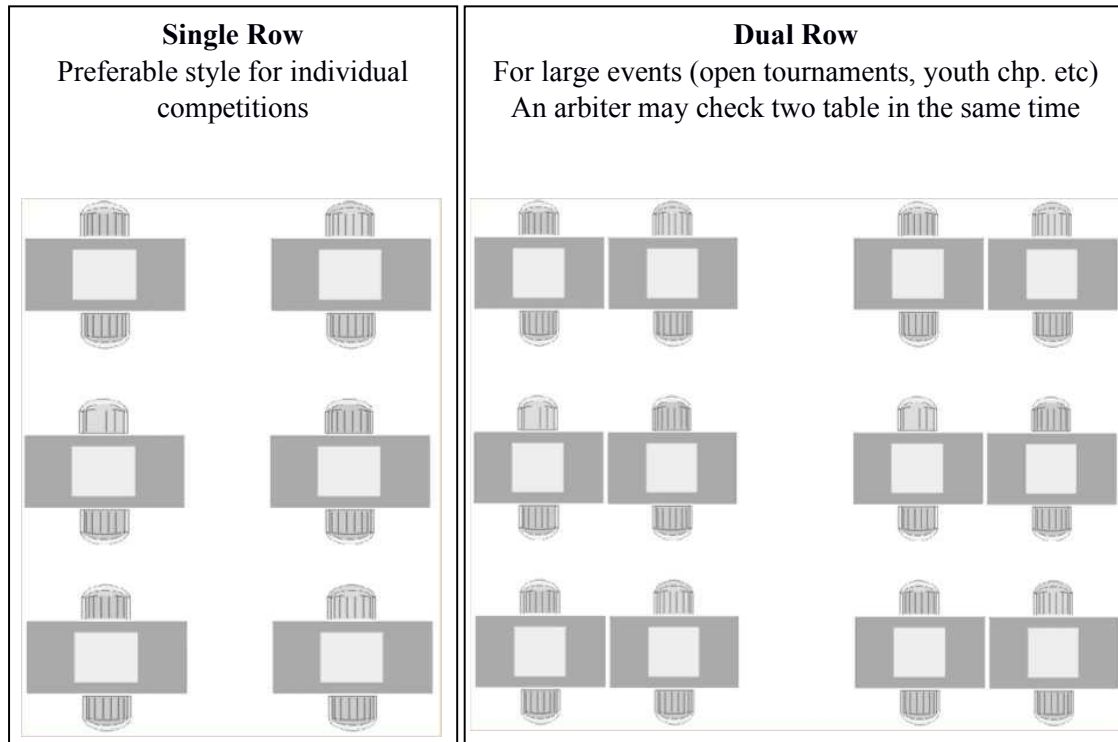 Single Row
Preferable style for individual
competitions
Dual Row
For large events (open tournaments, youth chp. etc)
An arbiter may check two table in the same time